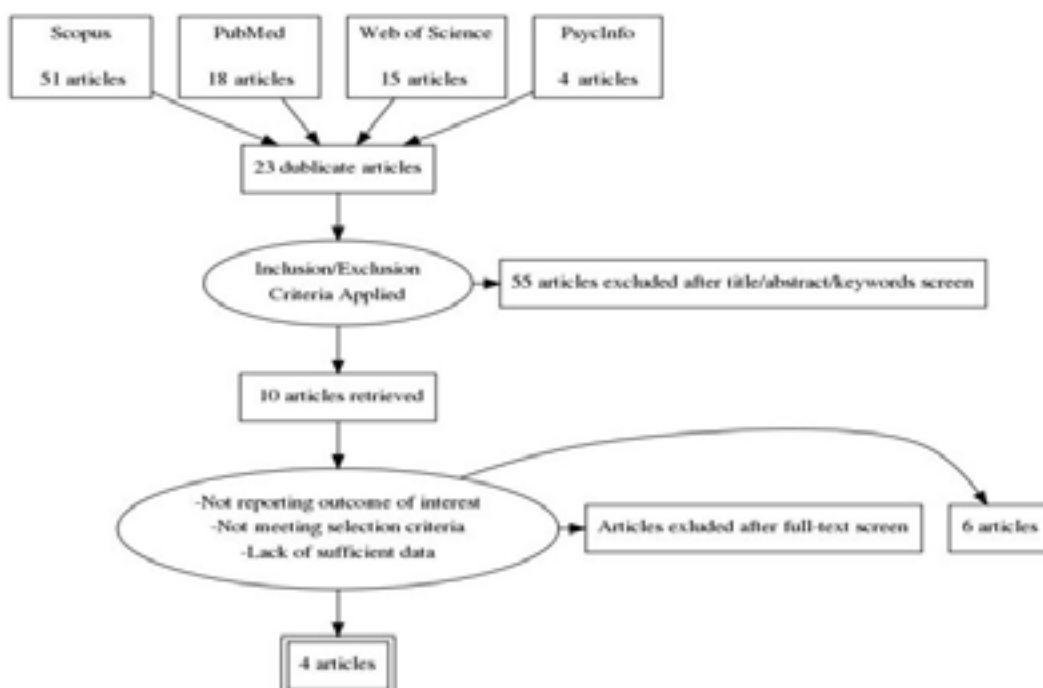 Scopus
51 articles
PubMed
18 articles
Web of Science
15 articles
PsycInfo
4 articles
23 dublicate articles
Inclusion/Exclusion
Criteria Applied
55 articles excluded after title/abstract/keywords screen
10 articles retrieved
-Not reporting outcome of interest
-Not meeting selection criteria
-Lack of sufficient data
Articles exluded after full-text screen
6 articles
4 articles